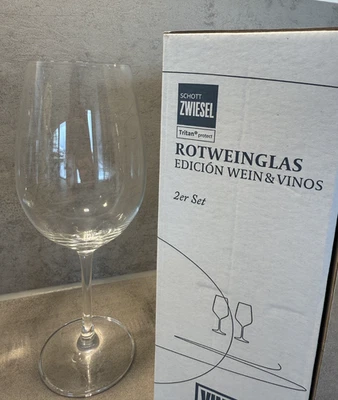 SCHOTT
ZWIESEL
Tritan® protect
ROTWEINGLAS
EDICIÓN WEIN & VINOS
2er Set